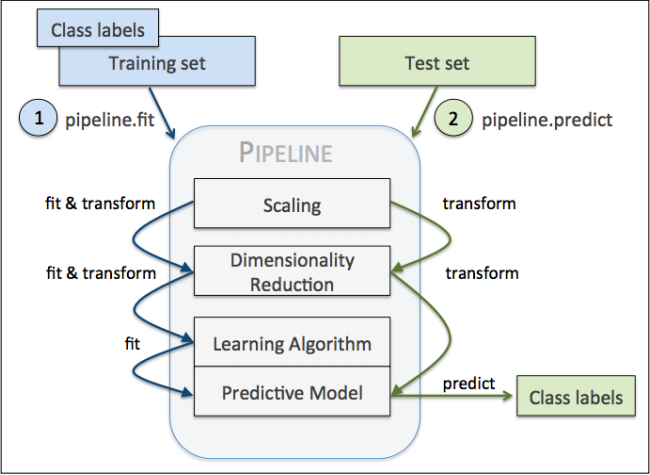 Class labels
Training set
Test set
1 pipeline.fit
2 pipeline.predict
PIPELINE
fit & transform
Scaling
transform
fit & transform
Dimensionality
Reduction
transform
fit
Learning Algorithm
Predictive Model
predict
Class labels